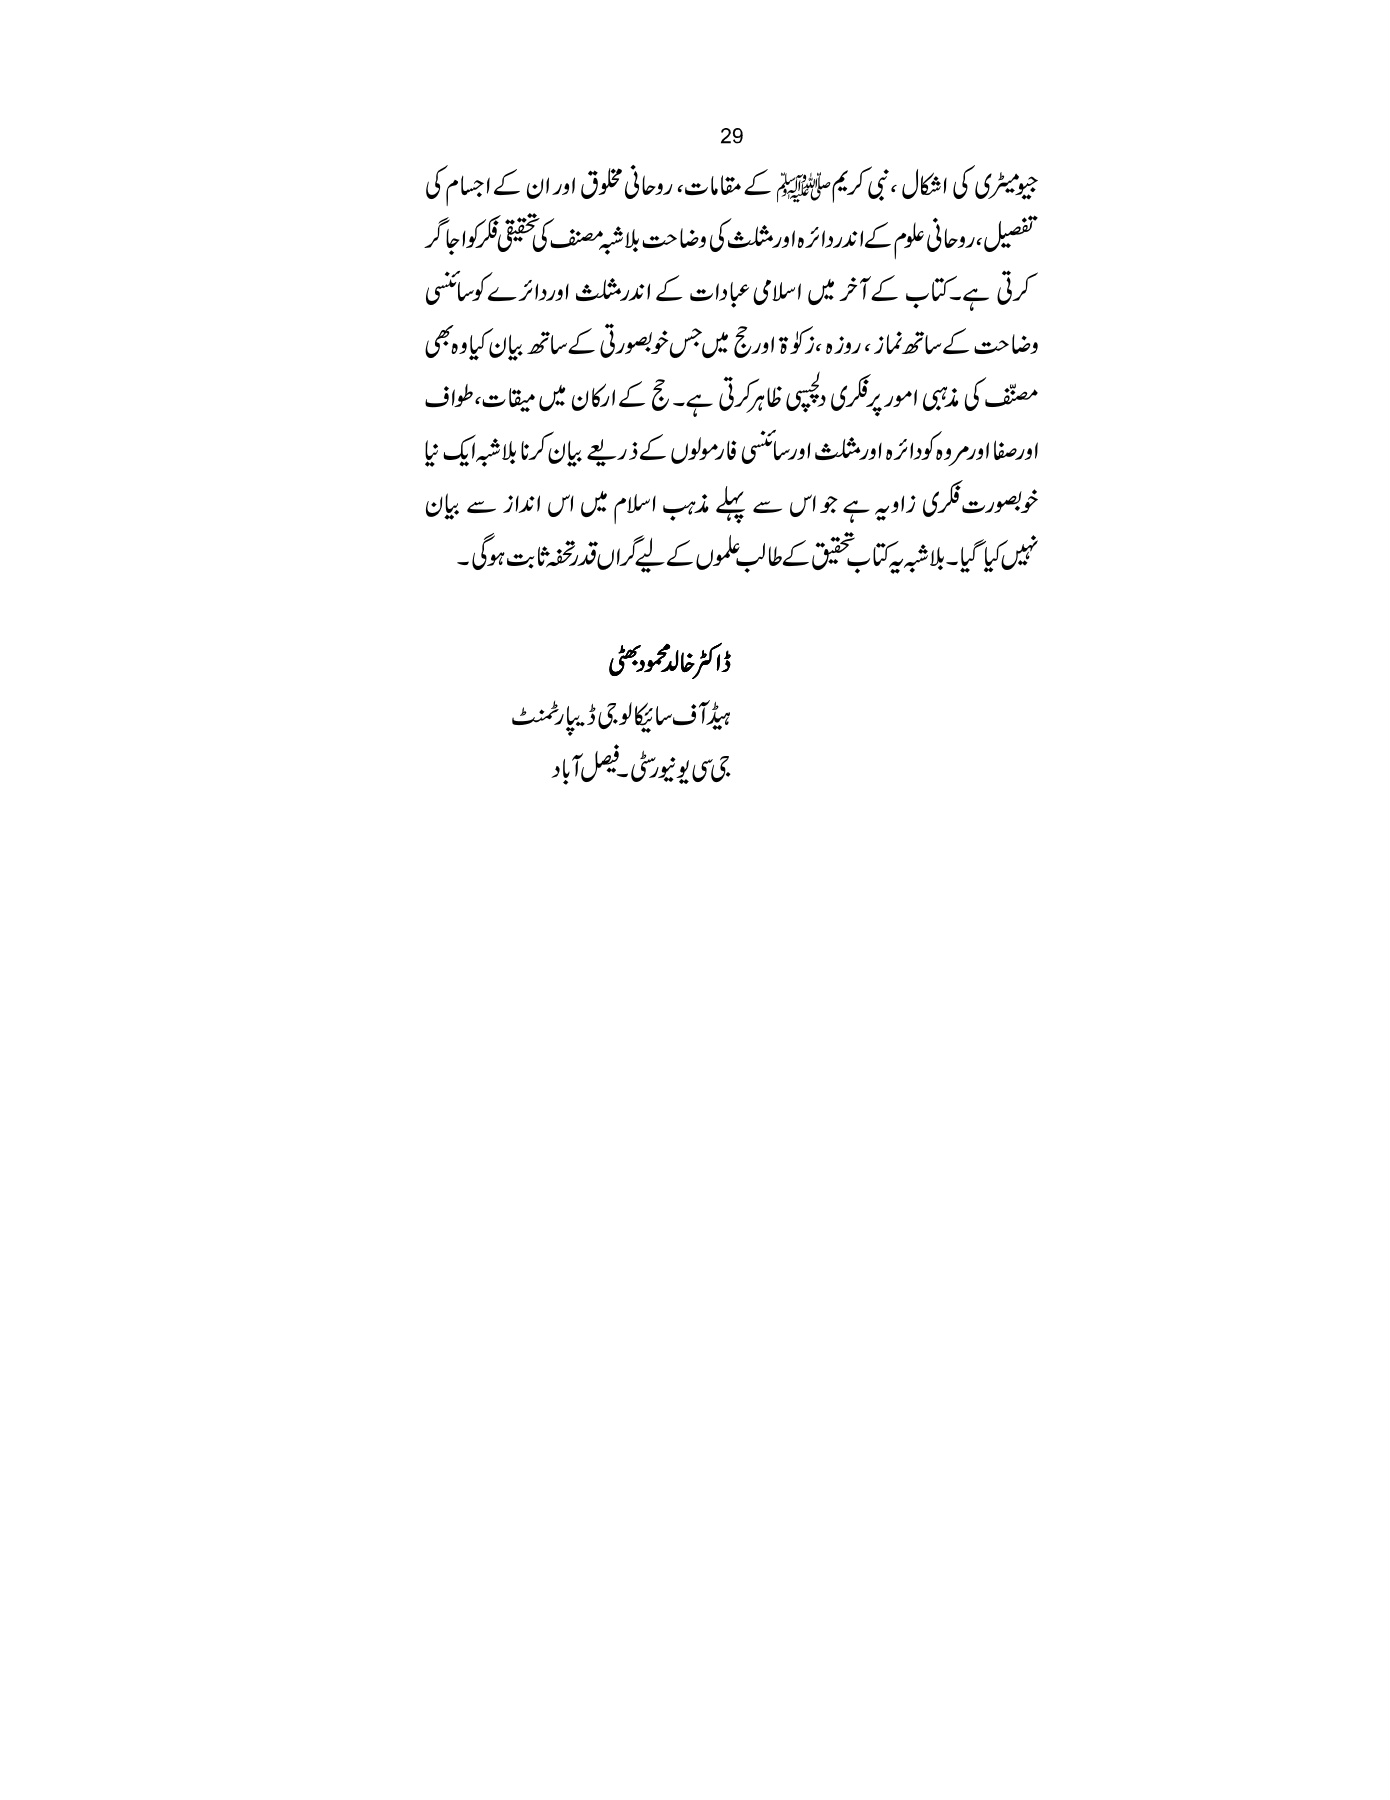 29
جیومیٹری کی اشکال ،نبی کریمﷺ کے مقامات، روحانی مخلوق اور ان کے اجسام کی
تفصیل،روحانی علوم کے اندر دائرہ اور مثلث کی وضاحت بلاشبہ مصنف کی تحقیقی فکر کو اجاگر
کرتی ہے۔کتاب کے آخر میں اسلامی عبادات کے اندر مثلث اور دائرے کو سائنسی
وضاحت کے ساتھ نماز ، روزہ ،زکوٰۃ اور حج میں جس خوبصورتی کے ساتھ بیان کیا وہ بھی
مصنّف کی مذہبی امور پر فکری دلچسپی ظاہر کرتی ہے۔ حج کے ارکان میں میقات،طواف
اور صفا اور مروہ کو دائرہ اور مثلث اور سائنسی فارمولوں کے ذریعے بیان کرنا بلاشبہ ایک نیا
خوبصورت فکری زاویہ ہے جو اس سے پہلے مذہب اسلام میں اس انداز سے بیان
نہیں کیا گیا۔ بلاشبہ یہ کتاب تحقیق کے طالب علموں کے لیے گراں قدر تحفہ ثابت ہوگی ۔
ڈاکٹر خالد محمود بھٹی
ہیڈ آف سائیکالوجی ڈیپارٹمنٹ
جی سی یونیورسٹی۔ فیصل آباد